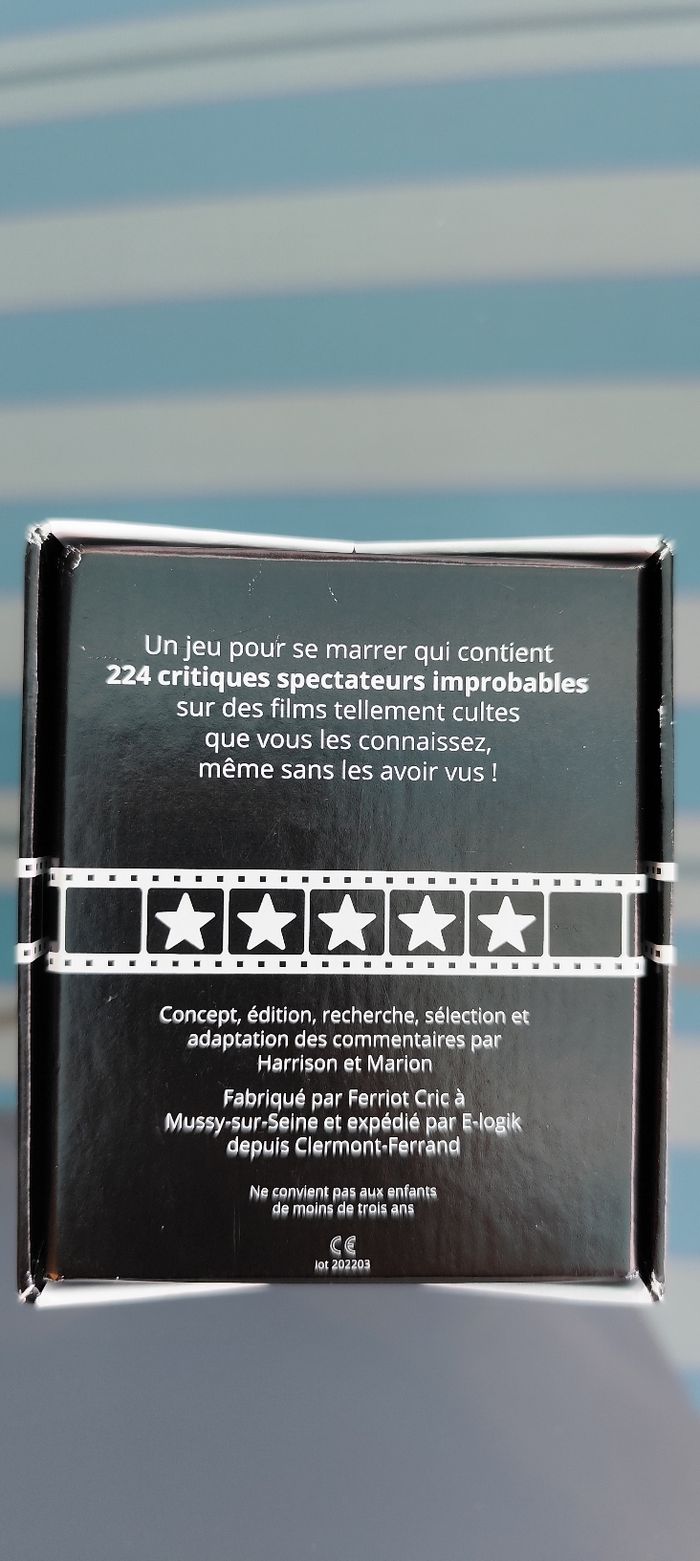 Un jeu pour se marrer qui contient
224 critiques spectateurs improbables
sur des films tellement cultes
que vous les connaissez,
même sans les avoir vus !
Concept, édition, recherche, sélection et
adaptation des commentaires par
Harrison et Marion
Fabriqué par Ferriot Cric à
Mussy-sur-Seine et expédié par E-logik
depuis Clermont-Ferrand
Ne convient pas aux enfants
de moins de trois ans
CE
lot 202203